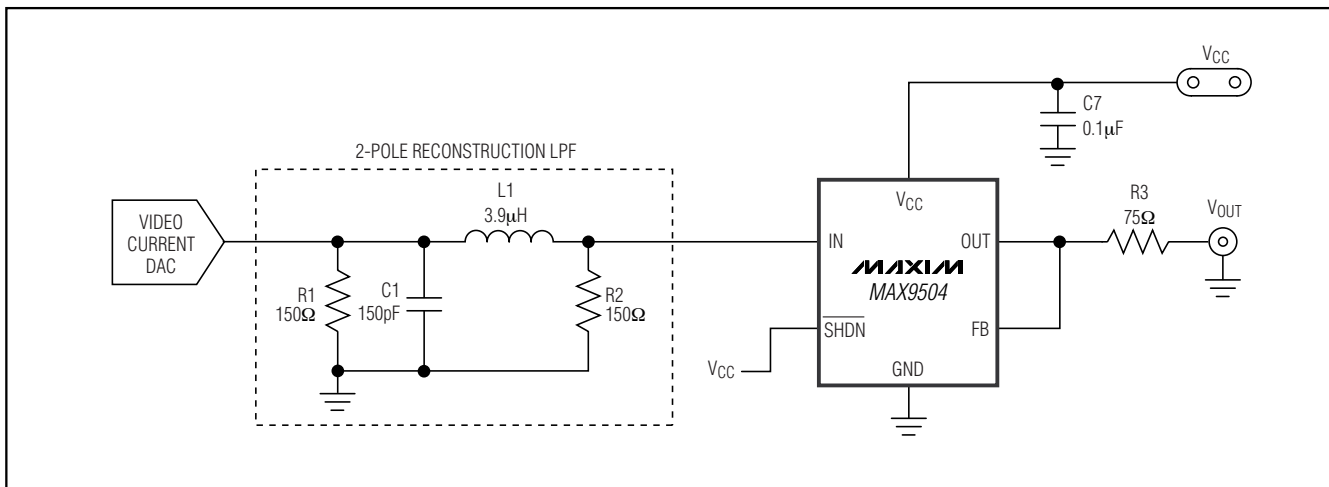 2-POLE RECONSTRUCTION LPF
VIDEO
CURRENT
DAC
L1
3.9µH
R1
150Ω
C1
150pF
R2
150Ω
VCC
C7
0.1µF
VCC
IN
OUT
MAXIM
MAX9504
SHDN
FB
GND
VCC
R3
75Ω
VOUT